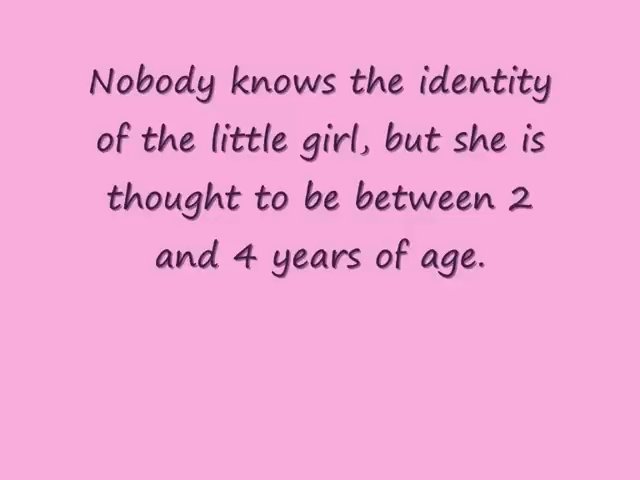 Nobody knows the identity
of the little girl, but she is
thought to be between 2
and 4 years of age.